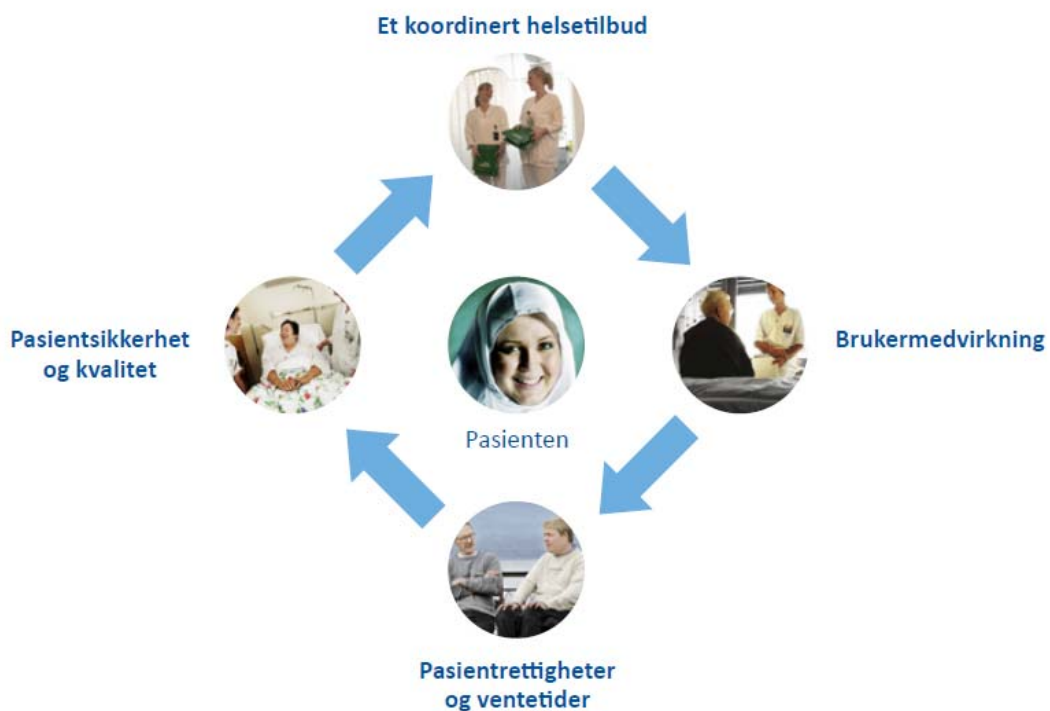 Et koordinert helsetilbud
Pasientsikkerhet
og kvalitet
Brukermedvirkning
Pasienten
Pasientrettigheter
og ventetider